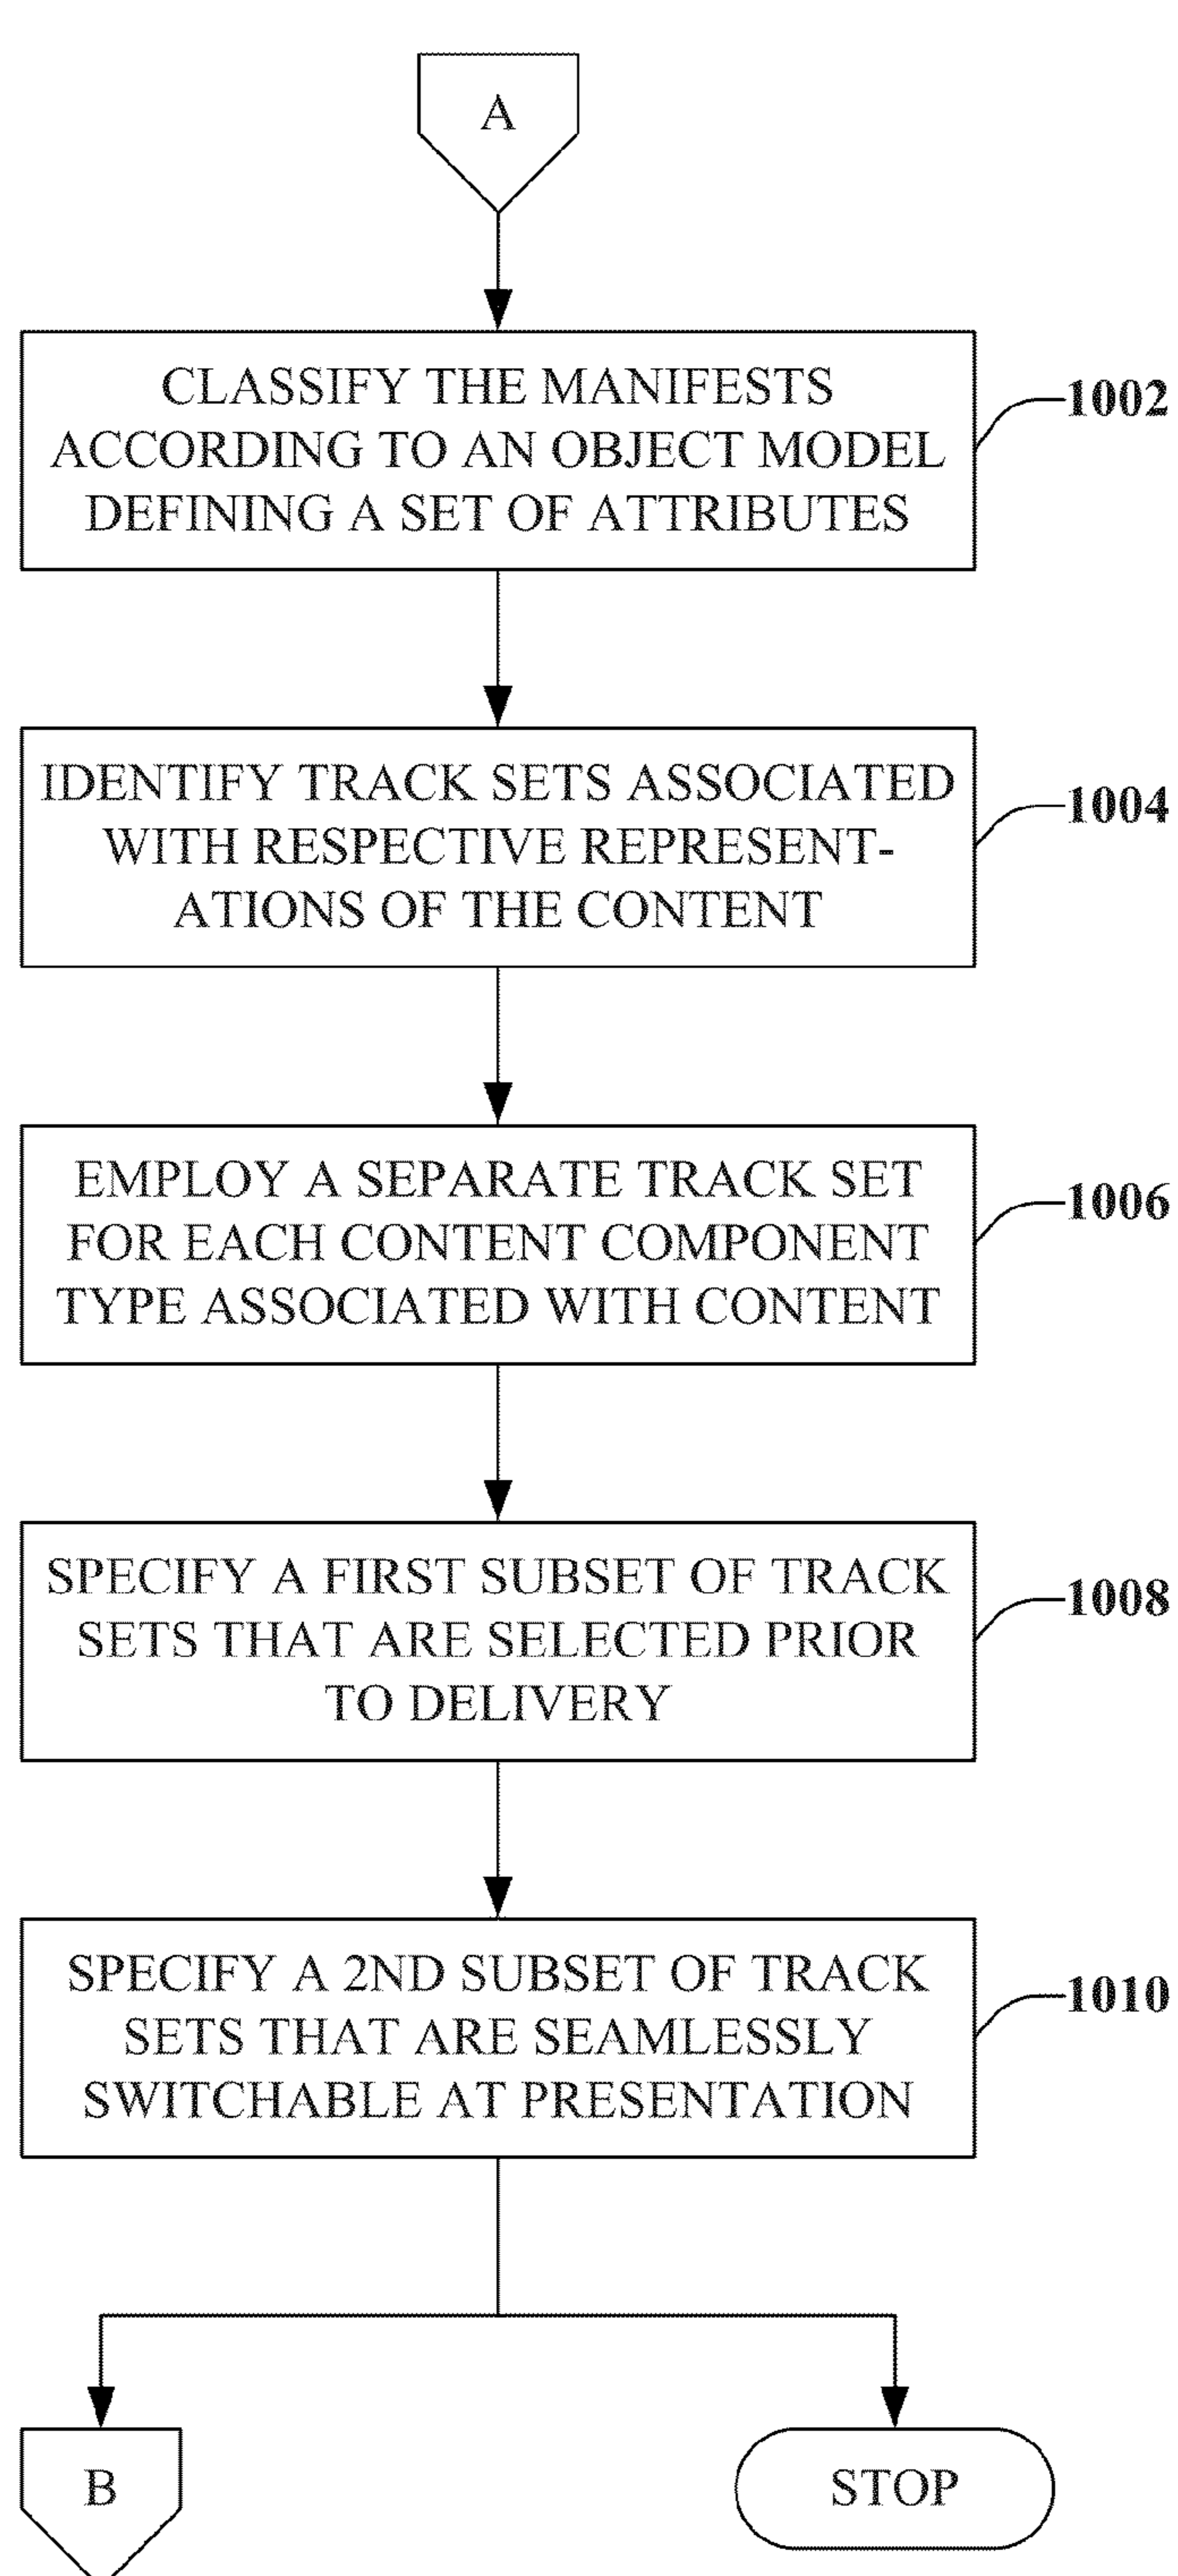 A
CLASSIFY THE MANIFESTS
ACCORDING TO AN OBJECT MODEL
DEFINING A SET OF ATTRIBUTES
1002
IDENTIFY TRACK SETS ASSOCIATED
WITH RESPECTIVE REPRESENT-
ATIONS OF THE CONTENT
1004
EMPLOY A SEPARATE TRACK SET
FOR EACH CONTENT COMPONENT
TYPE ASSOCIATED WITH CONTENT
1006
SPECIFY A FIRST SUBSET OF TRACK
SETS THAT ARE SELECTED PRIOR
TO DELIVERY
1008
SPECIFY A 2ND SUBSET OF TRACK
SETS THAT ARE SEAMLESSLY
SWITCHABLE AT PRESENTATION
1010
B
STOP